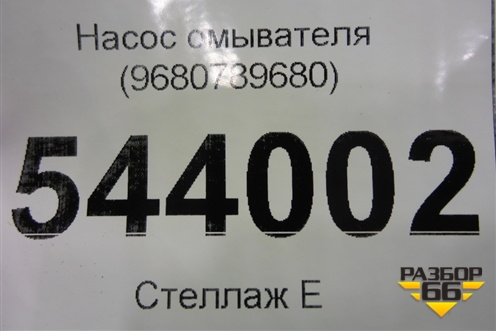 Насос омывателя
(9680739680)
544002
Стеллаж Е
РАЗБОР
66